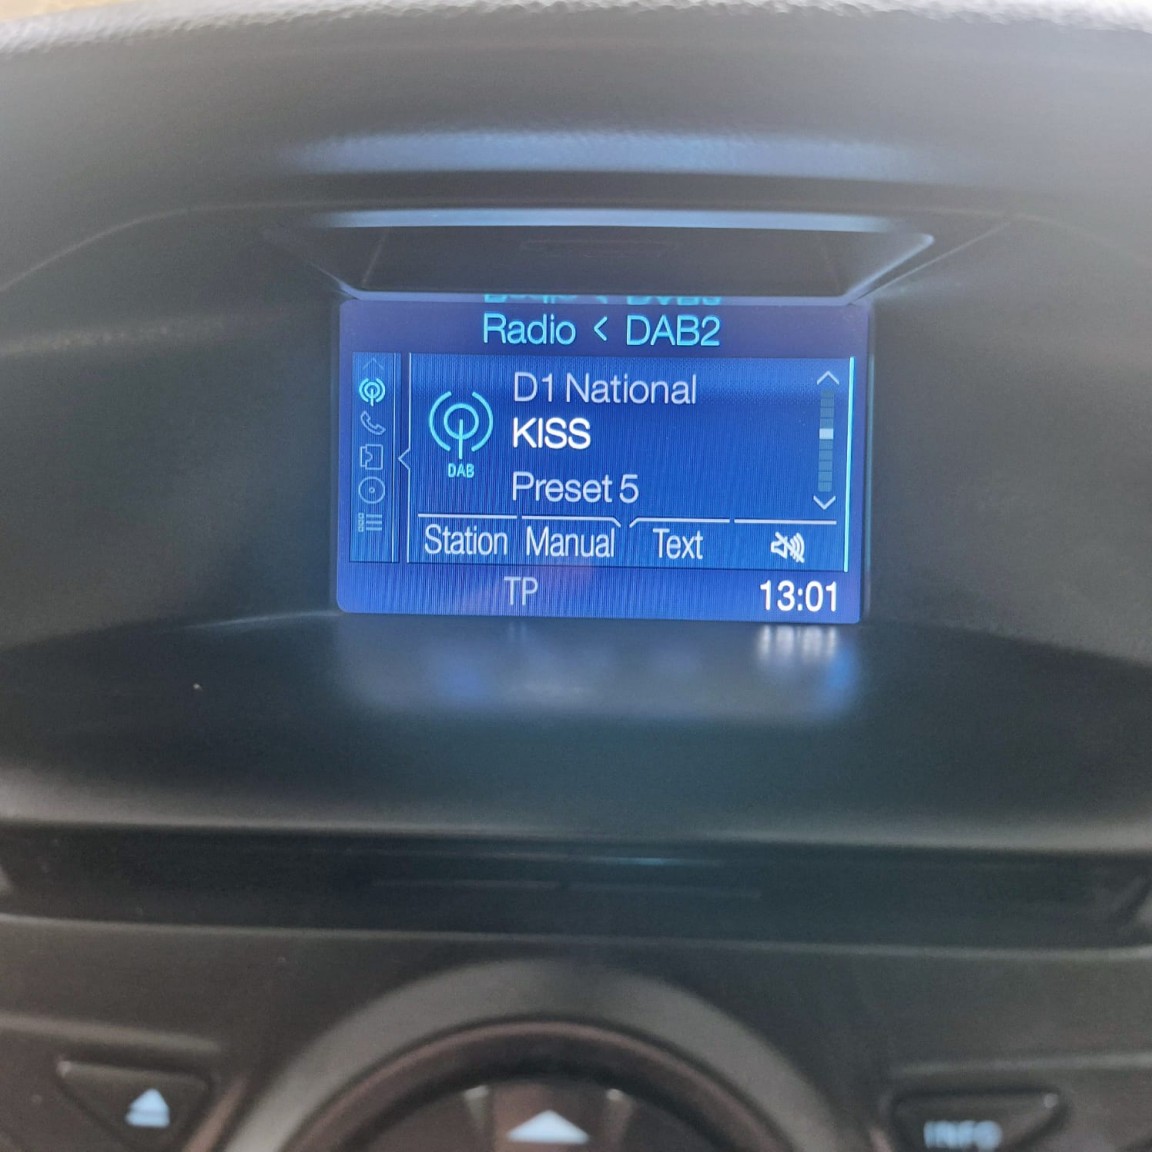 Radio < DAB2
D1 National
KISS
DAB
Preset 5
Station Manual Text
TP 13:01
INFO